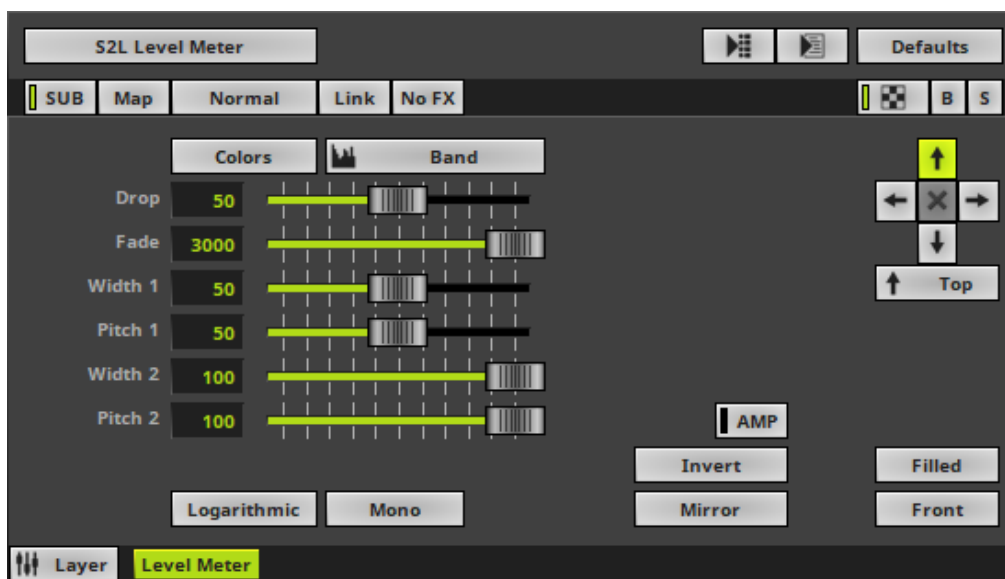 S2L Level Meter Defaults
SUB Map Normal Link No FX B S
Colors Band
Drop 50
Fade 3000
Width 1 50
Top
Pitch 1 50
Width 2 100
Pitch 2 100
AMP
Invert Filled
Logarithmic Mono Mirror Front
Layer Level Meter